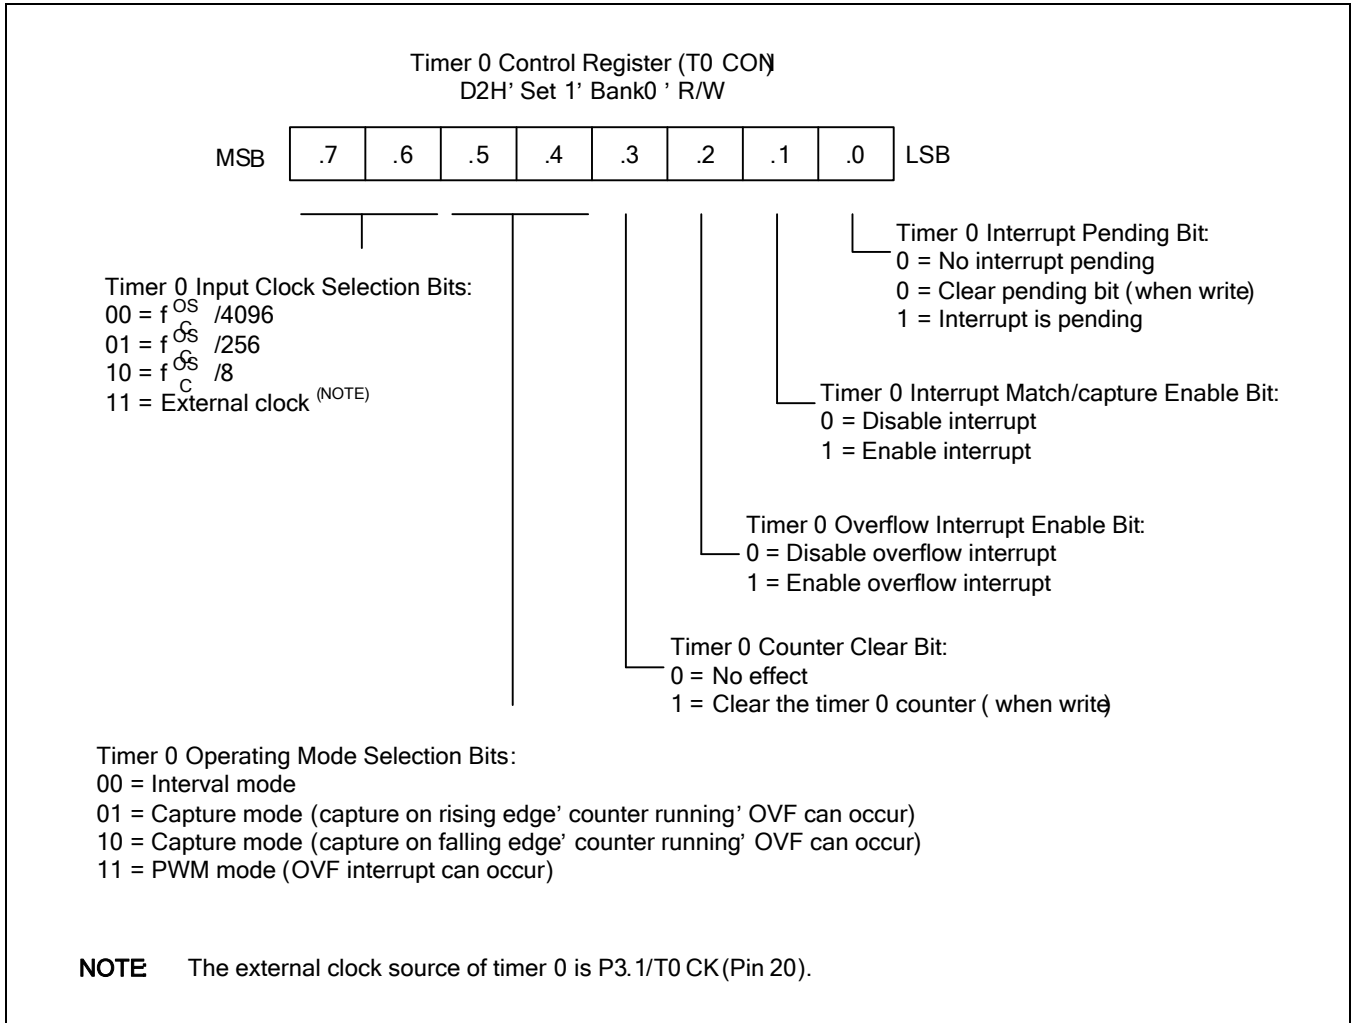 Timer 0 Control Register (T0 CON)
D2H’ Set 1’ Bank0 ’ R/W
MSB .7 .6 .5 .4 .3 .2 .1 .0 LSB
Timer 0 Interrupt Pending Bit:
0 = No interrupt pending
0 = Clear pending bit (when write)
1 = Interrupt is pending
Timer 0 Input Clock Selection Bits:
00 = f OSC /4096
01 = f OSC /256
10 = f OSC /8
11 = External clock (NOTE)
Timer 0 Interrupt Match/capture Enable Bit:
0 = Disable interrupt
1 = Enable interrupt
Timer 0 Overflow Interrupt Enable Bit:
0 = Disable overflow interrupt
1 = Enable overflow interrupt
Timer 0 Counter Clear Bit:
0 = No effect
1 = Clear the timer 0 counter ( when write)
Timer 0 Operating Mode Selection Bits:
00 = Interval mode
01 = Capture mode (capture on rising edge’ counter running’ OVF can occur)
10 = Capture mode (capture on falling edge’ counter running’ OVF can occur)
11 = PWM mode (OVF interrupt can occur)
NOTE: The external clock source of timer 0 is P3.1/T0 CK (Pin 20).